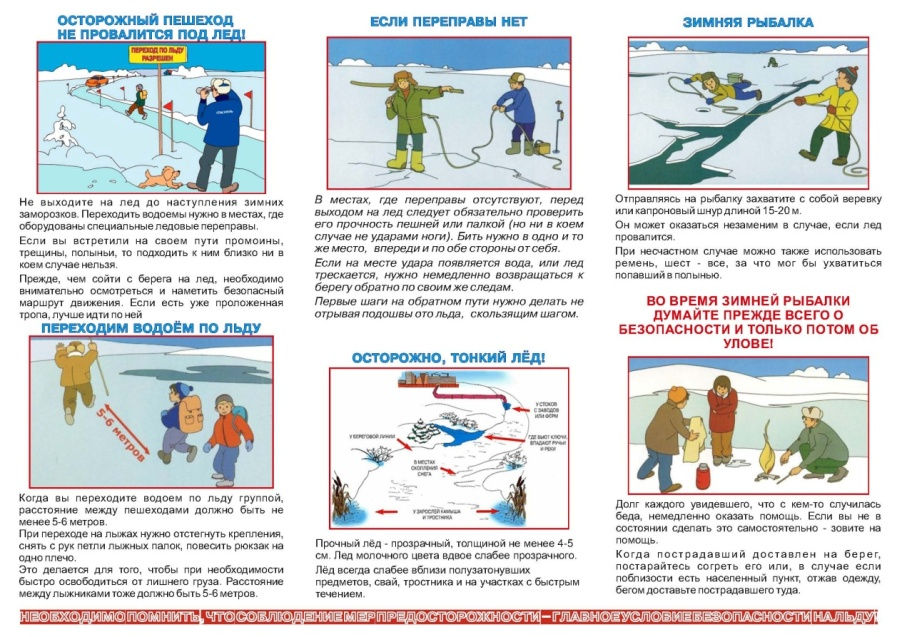 ОСТОРОЖНЫЙ ПЕШЕХОД
НЕ ПРОВАЛИТСЯ ПОД ЛЕД!
ПЕРЕХОД ПО ЛЬДУ
РАЗРЕШЕН
Не выходите на лед до наступления зимних
заморозков. Переходить водоемы нужно в местах, где
оборудованы специальные ледовые переправы.
Если вы встретили на своем пути промоины,
трещины, полыньи, то подходить к ним близко ни в
коем случае нельзя.
Прежде, чем сойти с берега на лед, необходимо
внимательно осмотреться и наметить безопасный
маршрут движения. Если есть уже проложенная
тропа, лучше идти по ней
ПЕРЕХОДИМ ВОДОЁМ ПО ЛЬДУ
5-6 метров
Когда вы переходите водоем по льду группой,
расстояние между пешеходами должно быть не
менее 5-6 метров.
При переходе на лыжах нужно отстегнуть крепления,
снять с рук петли лыжных палок, повесить рюкзак на
одно плечо.
Это делается для того, чтобы при необходимости
быстро освободиться от лишнего груза. Расстояние
между лыжниками тоже должно быть 5-6 метров.
ЕСЛИ ПЕРЕПРАВЫ НЕТ
В местах, где переправы отсутствуют, перед
выходом на лед следует обязательно проверить
его прочность пешней или палкой (но ни в коем
случае не ударами ноги). Бить нужно в одно и то
же место, впереди и по обе стороны от себя.
Если на месте удара появляется вода, или лед
трескается, нужно немедленно возвращаться к
берегу обратно по своим же следам.
Первые шаги на обратном пути нужно делать не
отрывая подошвы ото льда, скользящим шагом.
ОСТОРОЖНО, ТОНКИЙ ЛЁД!
У СТОКОВ
С ЗАВОДОВ
ИЛИ ФЕРМ
У БЕРЕГОВОЙ ЛИНИИ
ГДЕ БЬЮТ КЛЮЧИ,
ВПАДАЮТ РУЧЬИ
И РЕКИ
В МЕСТАХ
СКОПЛЕНИЯ
СНЕГА
У ЗАРОСЛЕЙ КАМЫША
И ТРОСТНИКА
Прочный лёд - прозрачный, толщиной не менее 4-5
см. Лед молочного цвета вдвое слабее прозрачного.
Лёд всегда слабее вблизи полузатонувших
предметов, свай, тростника и на участках с быстрым
течением.
ЗИМНЯЯ РЫБАЛКА
Отправляясь на рыбалку захватите с собой веревку
или капроновый шнур длиной 15-20 м.
Он может оказаться незаменим в случае, если лед
провалится.
При несчастном случае можно также использовать
ремень, шест - все, за что мог бы ухватиться
попавший в полынью.
ВО ВРЕМЯ ЗИМНЕЙ РЫБАЛКИ
ДУМАЙТЕ ПРЕЖДЕ ВСЕГО О
БЕЗОПАСНОСТИ И ТОЛЬКО ПОТОМ ОБ
УЛОВЕ!
Долг каждого увидевшего, что с кем-то случилась
беда, немедленно оказать помощь. Если вы не в
состоянии сделать это самостоятельно - зовите на
помощь.
Когда пострадавший доставлен на берег,
постарайтесь согреть его или, в случае если
поблизости есть населенный пункт, отжав одежду,
бегом доставьте пострадавшего туда.
НЕОБХОДИМО ПОМНИТЬ, ЧТО СОБЛЮДЕНИЕ МЕР ПРЕДОСТОРОЖНОСТИ – ГЛАВНОЕ УСЛОВИЕ БЕЗОПАСНОСТИ НА ЛЬДУ!